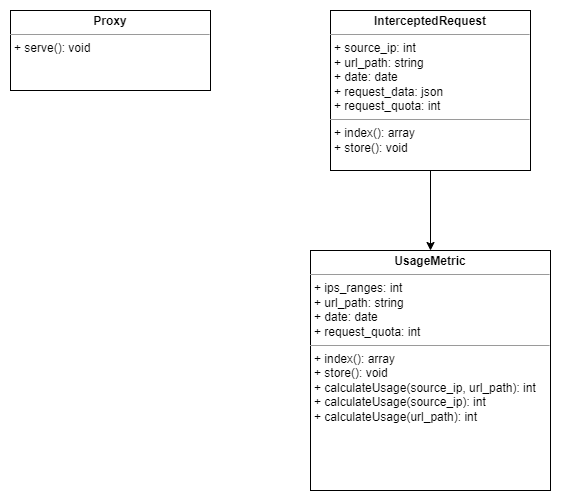 Proxy
+ serve(): void
InterceptedRequest
+ source_ip: int
+ url_path: string
+ date: date
+ request_data: json
+ request_quota: int
+ index(): array
+ store(): void
UsageMetric
+ ips_ranges: int
+ url_path: string
+ date: date
+ request_quota: int
+ index(): array
+ store(): void
+ calculateUsage(source_ip, url_path): int
+ calculateUsage(source_ip): int
+ calculateUsage(url_path): int